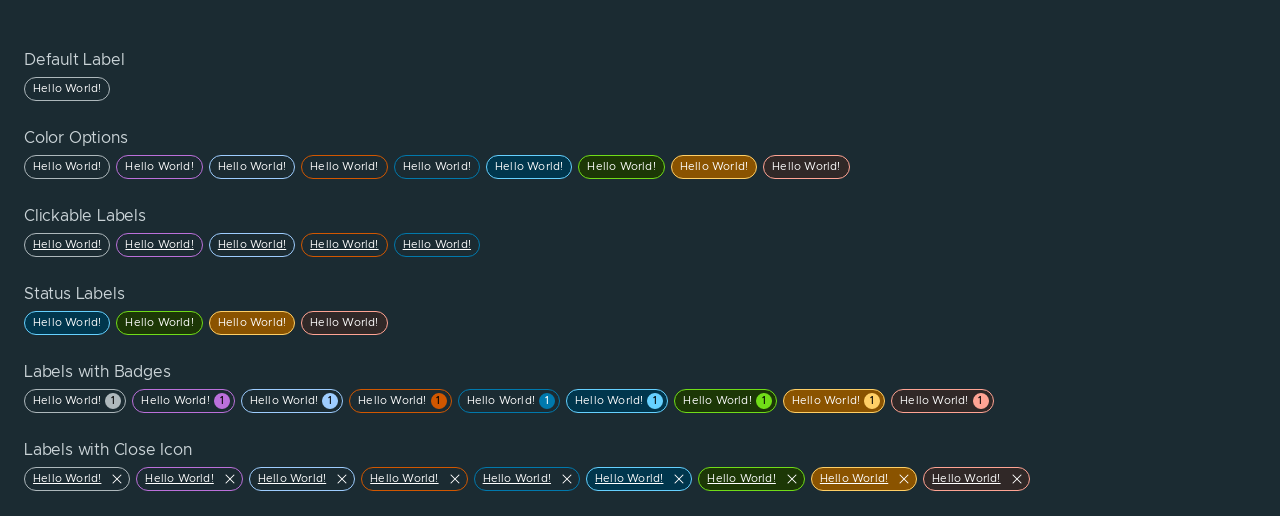 Default Label
Hello World!
Color Options
Hello World! Hello World! Hello World! Hello World! Hello World! Hello World! Hello World! Hello World! Hello World!
Clickable Labels
Hello World! Hello World! Hello World! Hello World! Hello World!
Status Labels
Hello World! Hello World! Hello World! Hello World!
Labels with Badges
Hello World! 1 Hello World! 1 Hello World! 1 Hello World! 1 Hello World! 1 Hello World! 1 Hello World! 1 Hello World! 1 Hello World! 1
Labels with Close Icon
Hello World! Hello World! Hello World! Hello World! Hello World! Hello World! Hello World! Hello World! Hello World!